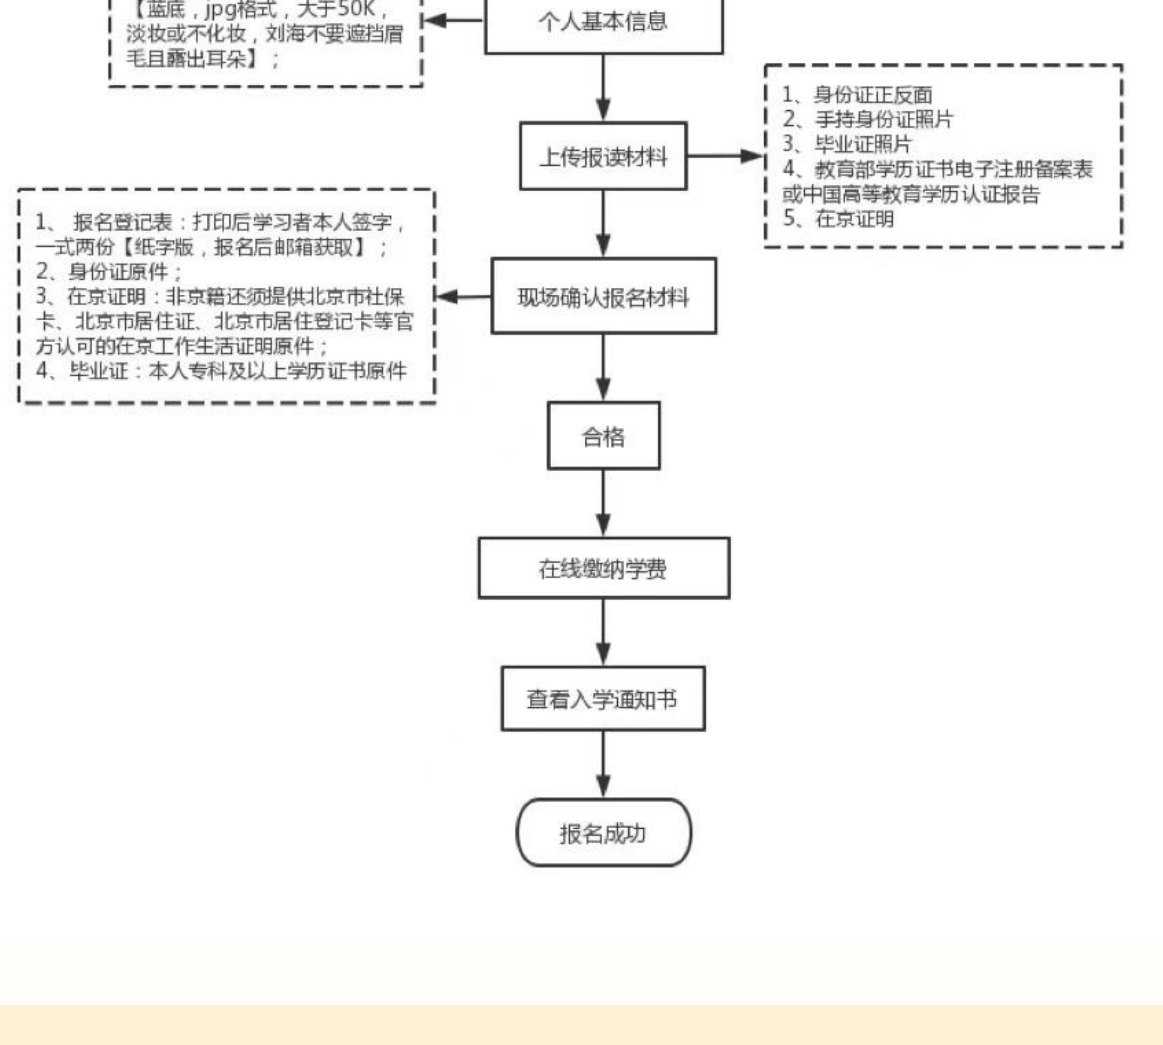 【蓝底，jpg格式，大于50K，
淡妆或不化妆，刘海不要遮挡眉
毛且露出耳朵】；
个人基本信息
上传报读材料
1、身份证正反面
2、手持身份证照片
3、毕业证照片
4、教育部学历证书电子注册备案表
或中国高等教育学历认证报告
5、在京证明
1、 报名登记表：打印后学习者本人签字，
一式两份【纸字版，报名后邮箱获取】；
2、身份证原件；
3、在京证明：非京籍还须提供北京市社保
卡、北京市居住证、北京市居住登记卡等官
方认可的在京工作生活证明原件；
4、毕业证：本人专科及以上学历证书原件
现场确认报名材料
合格
在线缴纳学费
查看入学通知书
报名成功